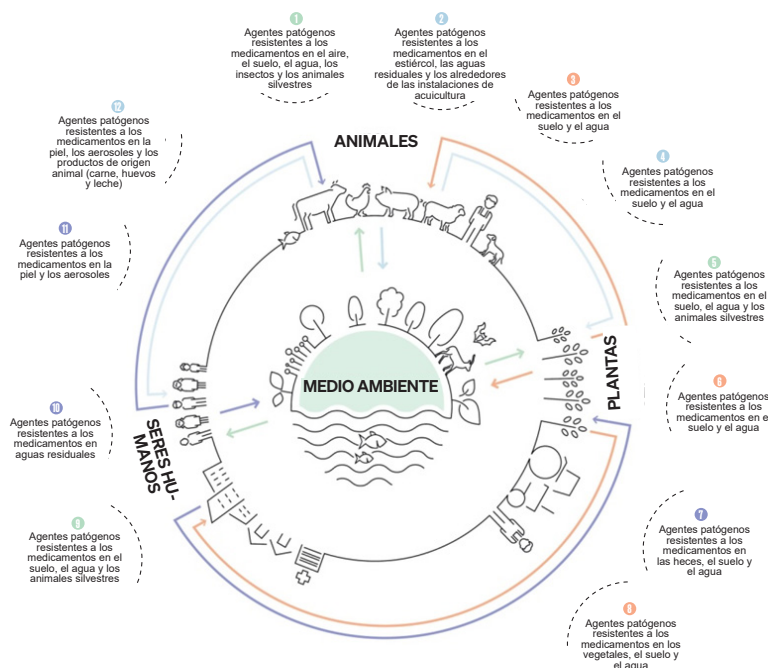 1
Agentes patógenos
resistentes a los
medicamentos en el aire,
el suelo, el agua, los
insectos y los animales
silvestres
2
Agentes patógenos
resistentes a los
medicamentos en el
estiércol, las aguas
residuales y los alrededores
de las instalaciones de
acuicultura
3
Agentes patógenos
resistentes a los
medicamentos en el
suelo y el agua
4
Agentes patógenos
resistentes a los
medicamentos en el
suelo y el agua
5
Agentes patógenos
resistentes a los
medicamentos en el
suelo, el agua y los
animales silvestres
6
Agentes patógenos
resistentes a los
medicamentos en el
suelo y el agua
7
Agentes patógenos
resistentes a los
medicamentos en
las heces, el suelo y
el agua
8
Agentes patógenos
resistentes a los
medicamentos en los
vegetales, el suelo y
el agua
9
Agentes patógenos
resistentes a los
medicamentos en el
suelo, el agua y los
animales silvestres
10
Agentes patógenos
resistentes a los
medicamentos en
aguas residuales
11
Agentes patógenos
resistentes a los
medicamentos en la
piel y los aerosoles
12
Agentes patógenos
resistentes a los
medicamentos en la
piel, los aerosoles y los
productos de origen
animal (carne, huevos
y leche)
ANIMALES
PLANTAS
SERES HU-
MANOS
MEDIO AMBIENTE